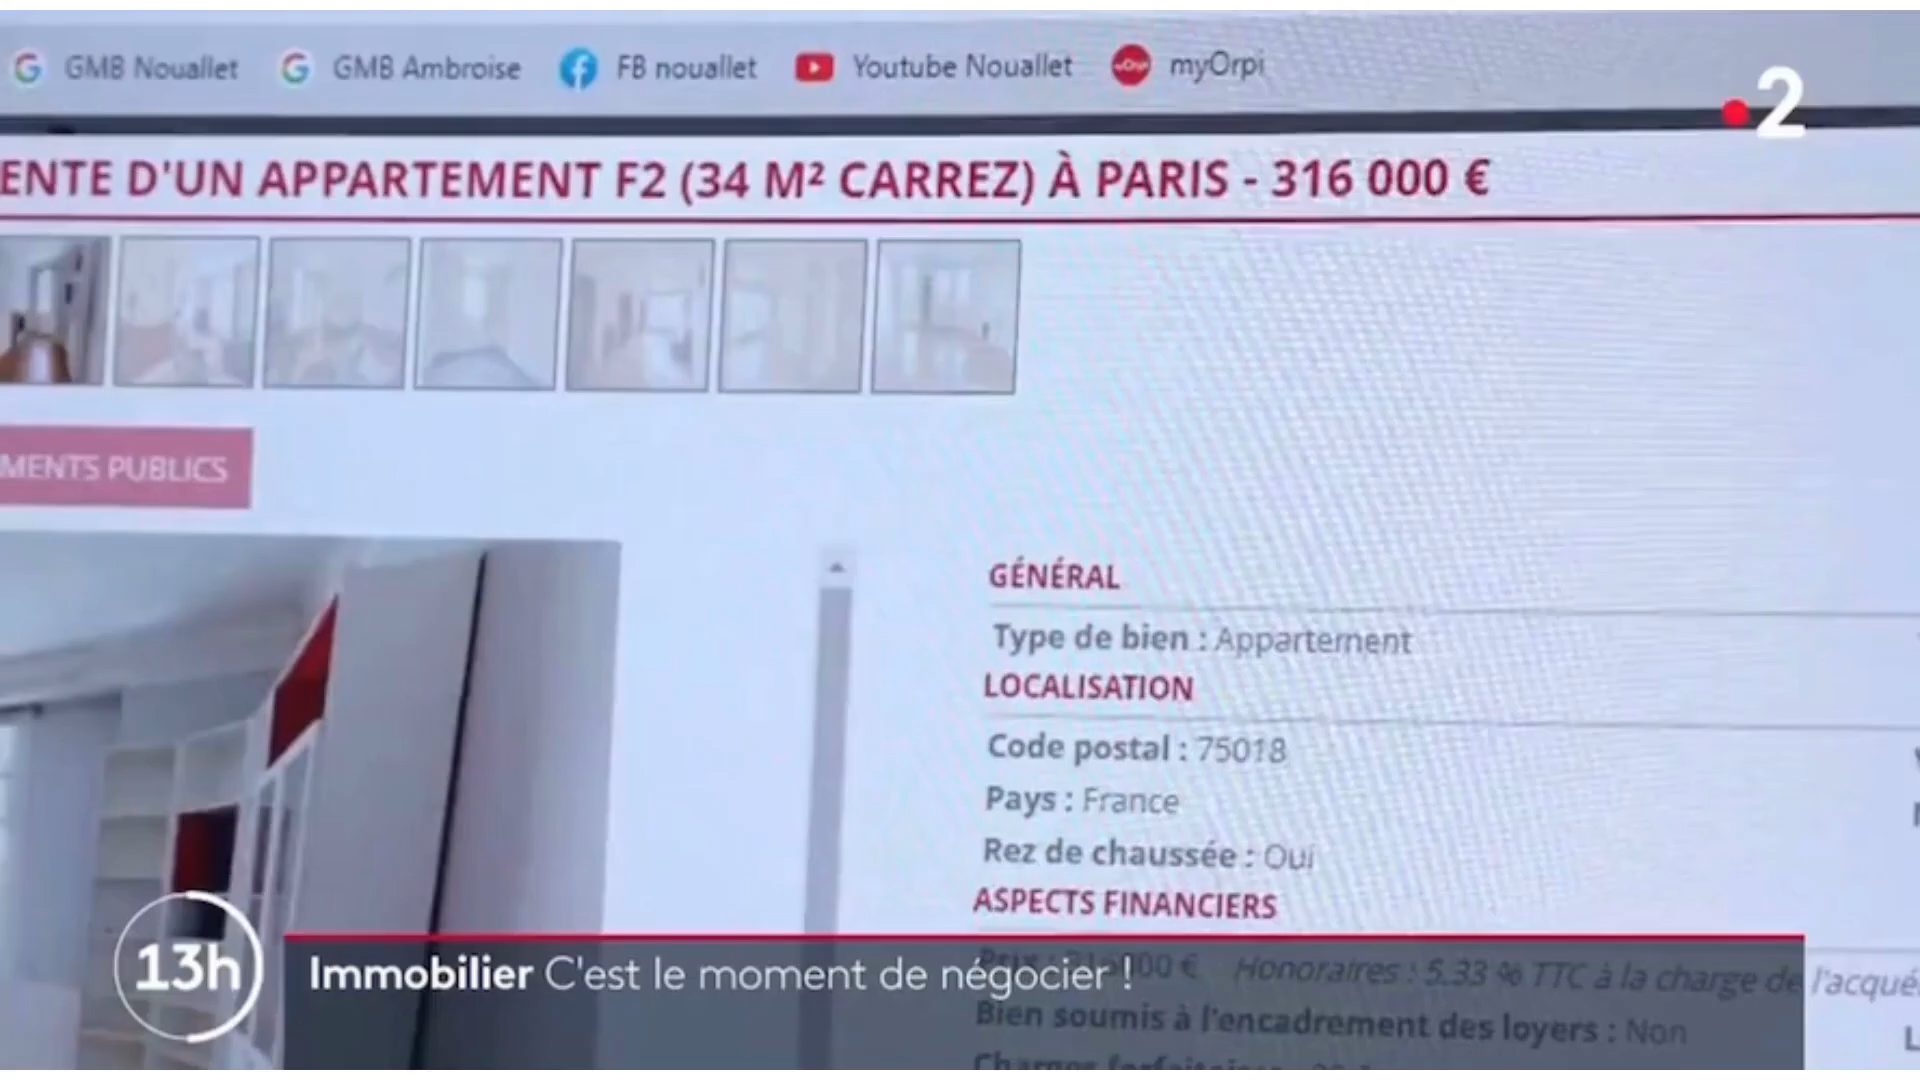 GMB Nouallet GMB Ambroise FB nouallet Youtube Nouallet myOrpi
2
ENTE D'UN APPARTEMENT F2 (34 M² CARREZ) À PARIS - 316 000 €
MENTS PUBLICS
GÉNÉRAL
Type de bien : Appartement
LOCALISATION
Code postal : 75018
Pays : France
Rez de chaussée : Oui
ASPECTS FINANCIERS
Prix : 316000 € Honoraires : 5.33 % TTC à la charge de l'acqué
13h
Immobilier C'est le moment de négocier !
Bien soumis à l'encadrement des loyers : Non